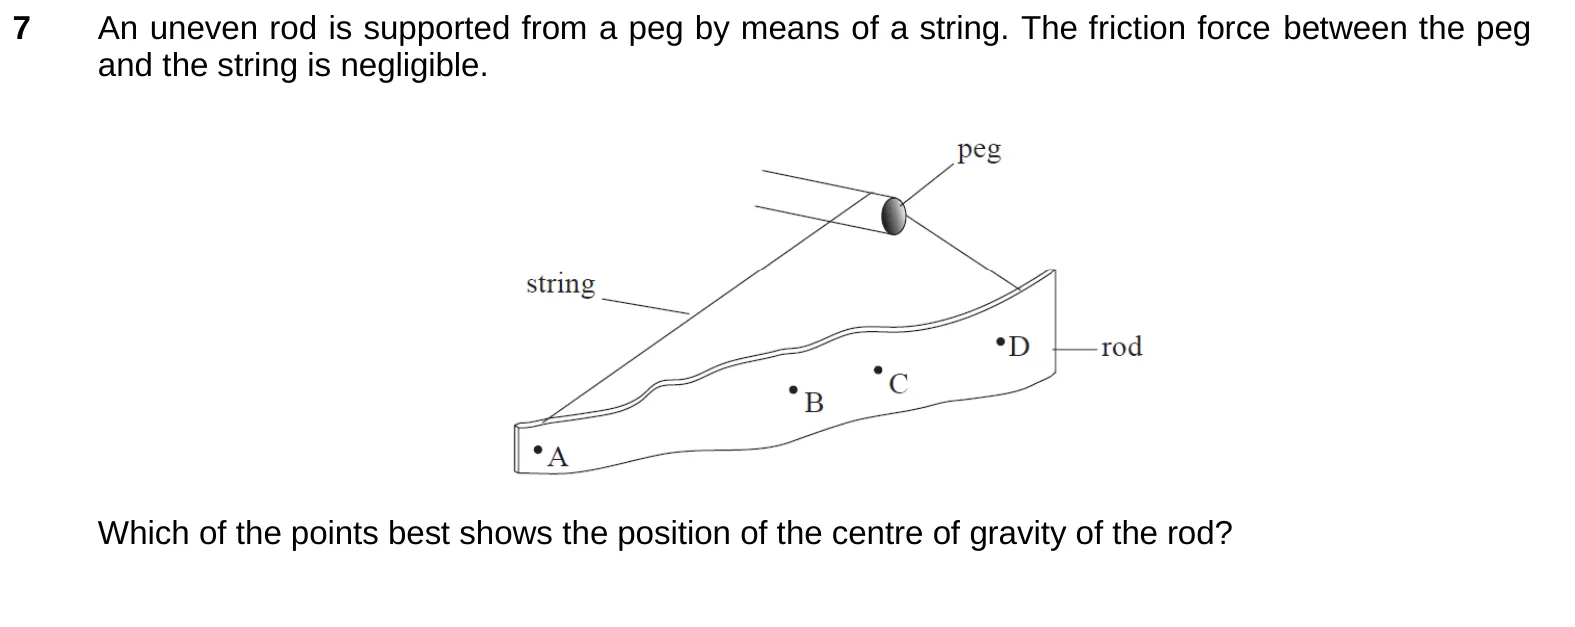 7 An uneven rod is supported from a peg by means of a string. The friction force between the peg
and the string is negligible.
peg
string
D
rod
C
B
A
Which of the points best shows the position of the centre of gravity of the rod?